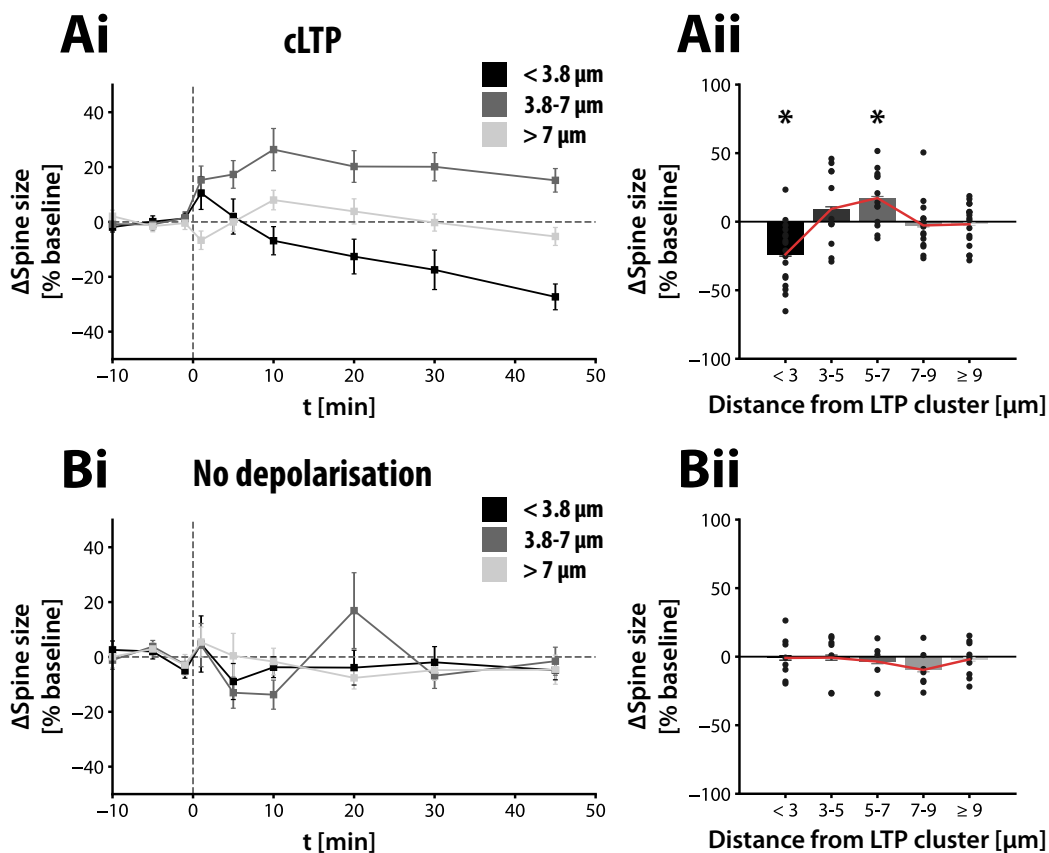 Ai
cLTP
< 3.8 µm
3.8-7 µm
> 7 µm
ΔSpine size
[% baseline]
40
20
0
−20
−40
−10
0
10
20
30
40
50
t [min]
Aii
*
*
ΔSpine size
[% baseline]
100
50
0
−50
−100
< 3
3-5
5-7
7-9
≥ 9
Distance from LTP cluster [µm]
Bi
No depolarisation
< 3.8 µm
3.8-7 µm
> 7 µm
ΔSpine size
[% baseline]
40
20
0
−20
−40
−10
0
10
20
30
40
50
t [min]
Bii
ΔSpine size
[% baseline]
100
50
0
−50
−100
< 3
3-5
5-7
7-9
≥ 9
Distance from LTP cluster [µm]